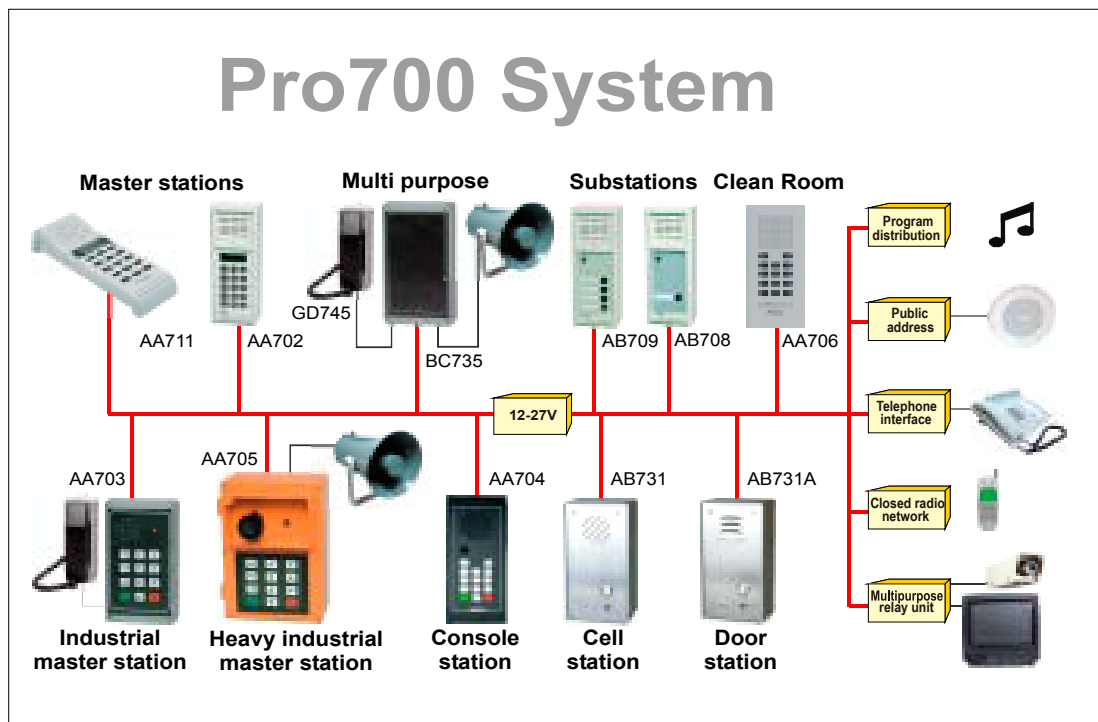 Pro700 System
Master stations
Multi purpose
Substations
Clean Room
Program
distribution
GD745
AA711
AA702
BC735
AB709
AB708
AA706
Public
address
12-27V
Telephone
interface
AA703
AA705
AA704
AB731
AB731A
Closed radio
network
Multipurpose
relay unit
Industrial
master station
Heavy industrial
master station
Console
station
Cell
station
Door
station